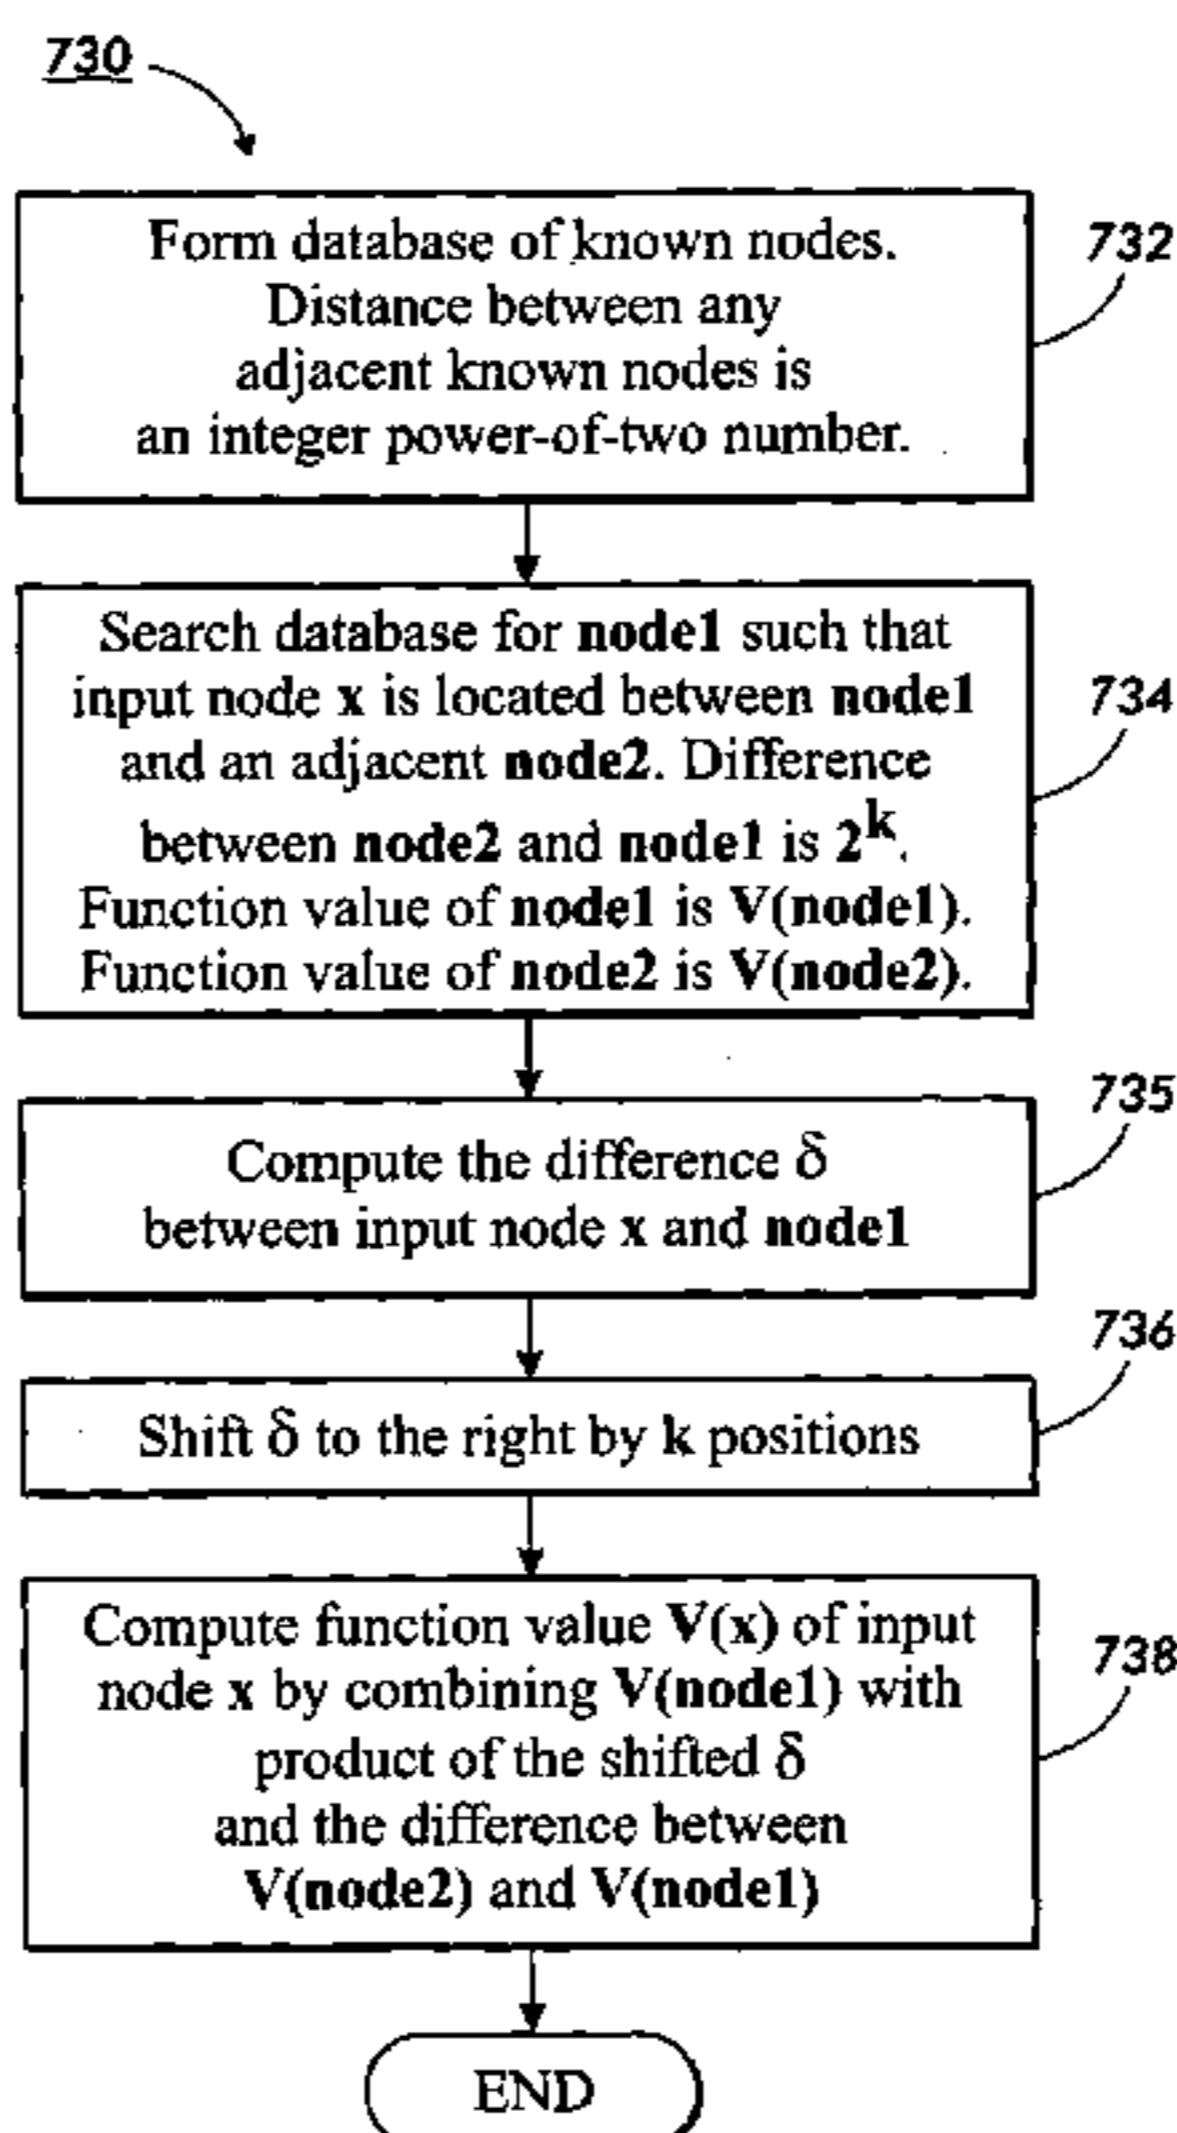 730
Form database of known nodes.
Distance between any
adjacent known nodes is
an integer power-of-two number.
732
Search database for node1 such that
input node x is located between node1
and an adjacent node2. Difference
between node2 and node1 is 2^k.
Function value of node1 is V(node1).
Function value of node2 is V(node2).
734
Compute the difference δ
between input node x and node1
735
Shift δ to the right by k positions
736
Compute function value V(x) of input
node x by combining V(node1) with
product of the shifted δ
and the difference between
V(node2) and V(node1)
738
END